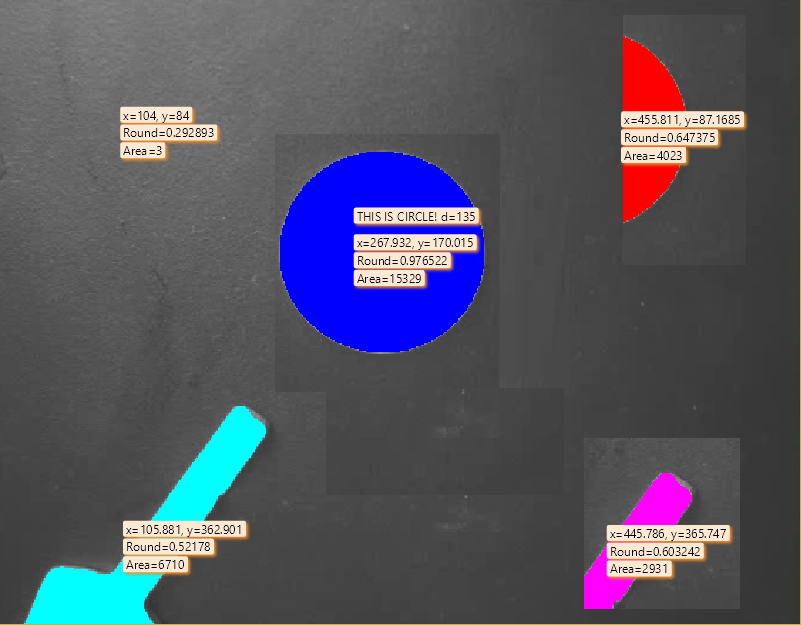 x=104, y=84
Round=0.292893
Area=3
x=455.811, y=87.1685
Round=0.647375
Area=4023
THIS IS CIRCLE! d=135
x=267.932, y=170.015
Round=0.976522
Area=15329
x=105.881, y=362.901
Round=0.52178
Area=6710
x=445.786, y=365.747
Round=0.603242
Area=2931